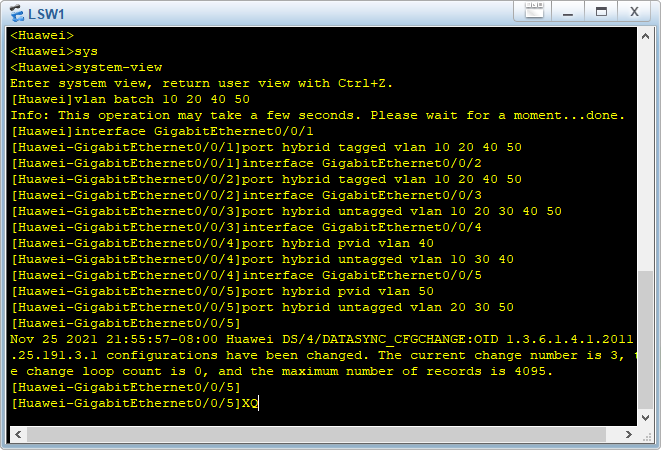 LSW1
X
<Huawei>
<Huawei>sys
<Huawei>system-view
Enter system view, return user view with Ctrl+Z.
[Huawei]vlan batch 10 20 40 50
Info: This operation may take a few seconds. Please wait for a moment...done.
[Huawei]interface GigabitEthernet0/0/1
[Huawei-GigabitEthernet0/0/1]port hybrid tagged vlan 10 20 40 50
[Huawei-GigabitEthernet0/0/1]interface GigabitEthernet0/0/2
[Huawei-GigabitEthernet0/0/2]port hybrid tagged vlan 10 20 40 50
[Huawei-GigabitEthernet0/0/2]interface GigabitEthernet0/0/3
[Huawei-GigabitEthernet0/0/3]port hybrid untagged vlan 10 20 30 40 50
[Huawei-GigabitEthernet0/0/3]interface GigabitEthernet0/0/4
[Huawei-GigabitEthernet0/0/4]port hybrid pvid vlan 40
[Huawei-GigabitEthernet0/0/4]port hybrid untagged vlan 10 30 40
[Huawei-GigabitEthernet0/0/4]interface GigabitEthernet0/0/5
[Huawei-GigabitEthernet0/0/5]port hybrid pvid vlan 50
[Huawei-GigabitEthernet0/0/5]port hybrid untagged vlan 20 30 50
[Huawei-GigabitEthernet0/0/5]
Nov 25 2021 21:55:57-08:00 Huawei DS/4/DATASYNC_CFGCHANGE:OID 1.3.6.1.4.1.2011
.25.191.3.1 configurations have been changed. The current change number is 3, t
e change loop count is 0, and the maximum number of records is 4095.
[Huawei-GigabitEthernet0/0/5]
[Huawei-GigabitEthernet0/0/5]XQ